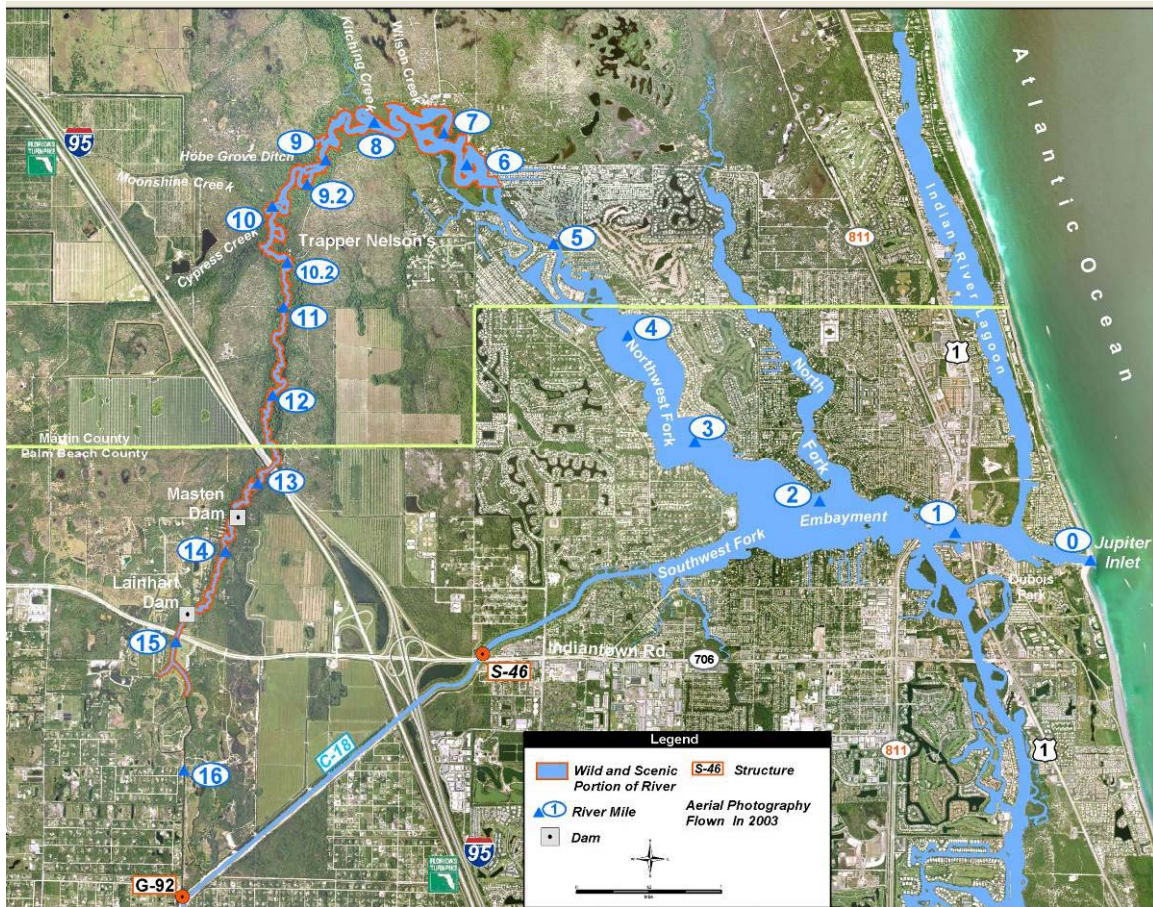 Kitching Creek
Wilson Creek
Atlantic Ocean
FLORIDA'S
TURNPIKE
95
7
9
8
Hobe Grove Ditch
6
Moonshine Creek
9.2
10
Cypress Creek
Trapper Nelson's
5
811
Indian River Lagoon
10.2
11
4
1
Northwest Fork
North Fork
12
3
Martin County
Palm Beach County
13
Masten
Dam
2
Embayment
1
0
Jupiter
Inlet
14
Southwest Fork
Lainhart
Dam
Dubois
Park
15
Indiantown Rd.
706
S-46
C-18
16
811
1
Legend
Wild and Scenic
Portion of River
S-46 Structure
1 River Mile
Aerial Photography
Flown In 2003
Dam
FLORIDA'S
TURNPIKE
95
G-92